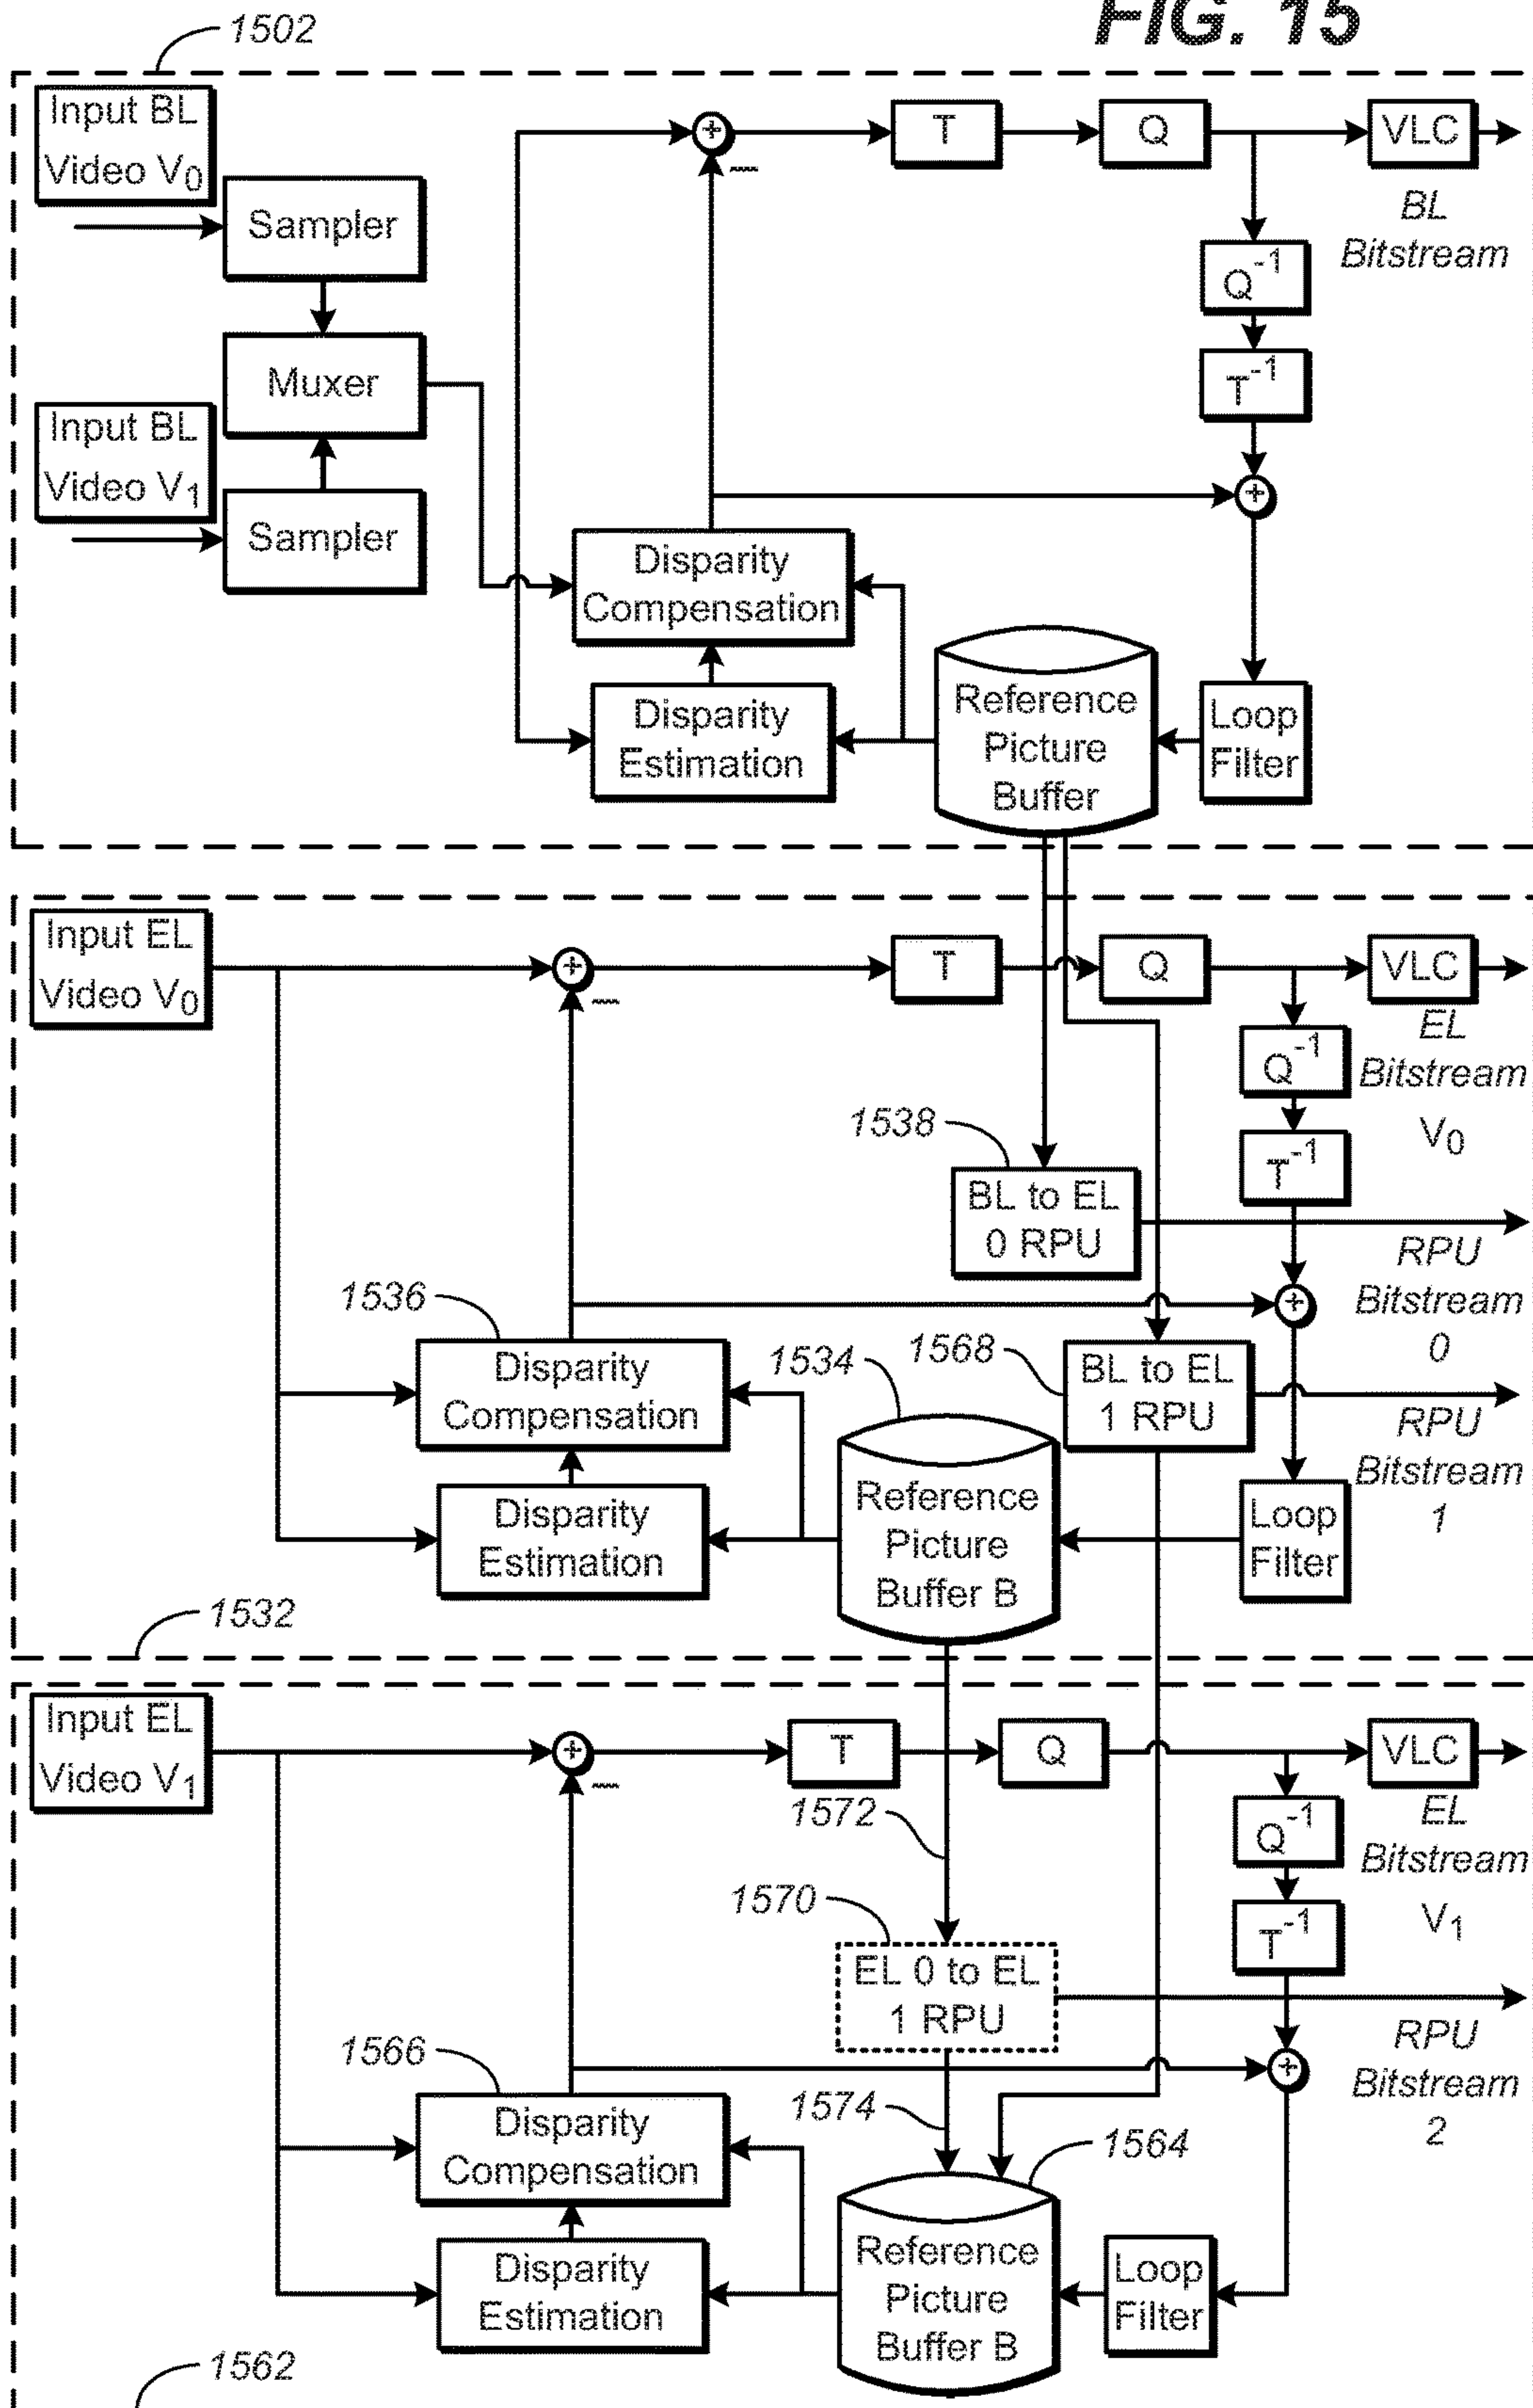 FIG. 15
1502
Input BL
Video V0
Sampler
Muxer
Input BL
Video V1
Sampler
+
T
Q
VLC
BL
Bitstream
Q-1
T-1
+
Disparity
Compensation
Disparity
Estimation
Reference
Picture
Buffer
Loop
Filter
Input EL
Video V0
+
T
Q
VLC
EL
Bitstream
V0
Q-1
T-1
1538
BL to EL
0 RPU
RPU
Bitstream
0
+
1536
Disparity
Compensation
1534
1568
BL to EL
1 RPU
RPU
Bitstream
1
Disparity
Estimation
Reference
Picture
Buffer B
Loop
Filter
1532
Input EL
Video V1
+
T
Q
VLC
EL
Bitstream
V1
1572
Q-1
T-1
1570
EL 0 to EL
1 RPU
RPU
Bitstream
2
+
1566
Disparity
Compensation
1574
1564
Disparity
Estimation
Reference
Picture
Buffer B
Loop
Filter
1562